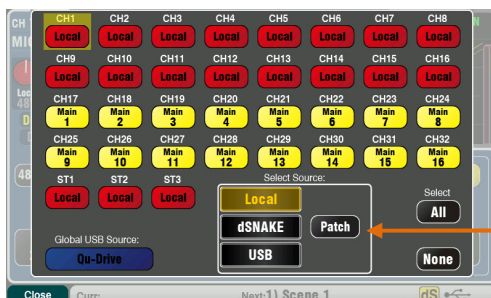 CH1 CH2 CH3 CH4 CH5 CH6 CH7 CH8
Local Local Local Local Local Local Local Local
CH9 CH10 CH11 CH12 CH13 CH14 CH15 CH16
Local Local Local Local Local Local Local Local
CH17 CH18 CH19 CH20 CH21 CH22 CH23 CH24
Main 1 Main 2 Main 3 Main 4 Main 5 Main 6 Main 7 Main 8
CH25 CH26 CH27 CH28 CH29 CH30 CH31 CH32
Main 9 Main 10 Main 11 Main 12 Main 13 Main 14 Main 15 Main 16
ST1 ST2 ST3 Select Source:
Local Local Local Local
Select
All
dSNAKE Patch
Global USB Source:
Qu-Drive USB None
Close Curr: Next:1) Scene 1 dS